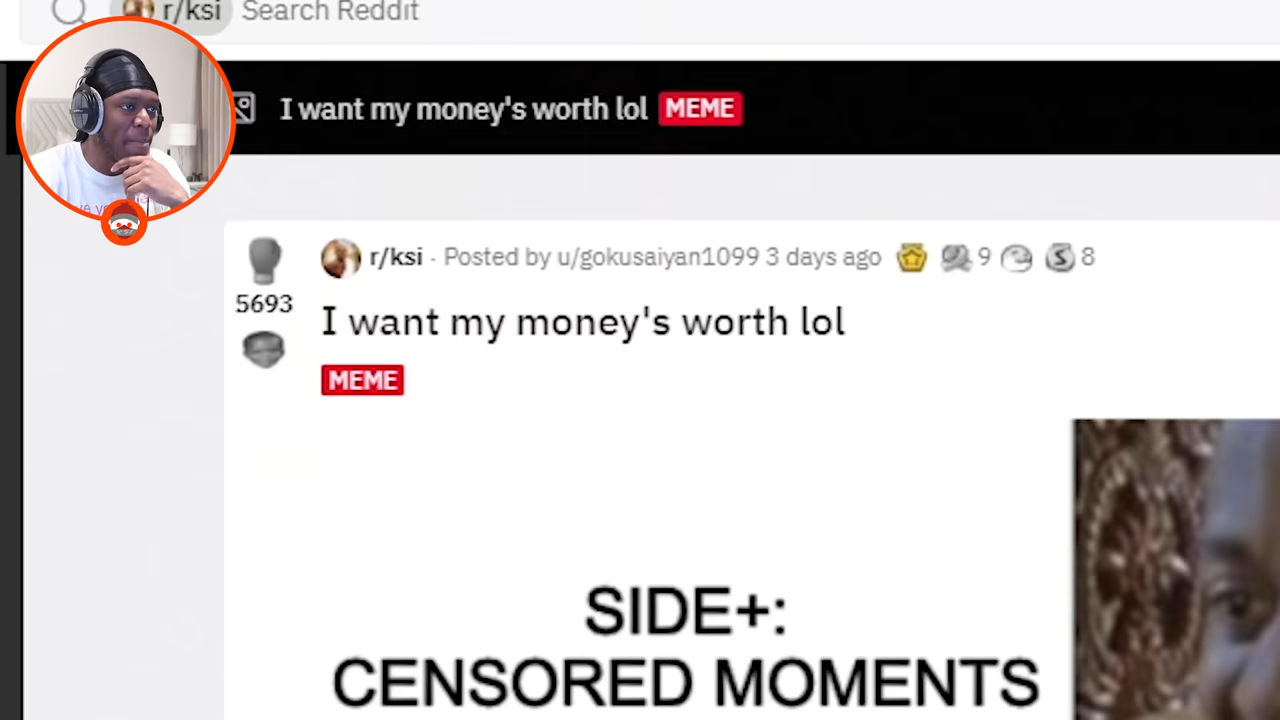 r/ksi Search Reddit
I want my money's worth lol MEME
r/ksi · Posted by u/gokusaiyan1099 3 days ago 9 8
5693
I want my money's worth lol
MEME
SIDE+:
CENSORED MOMENTS